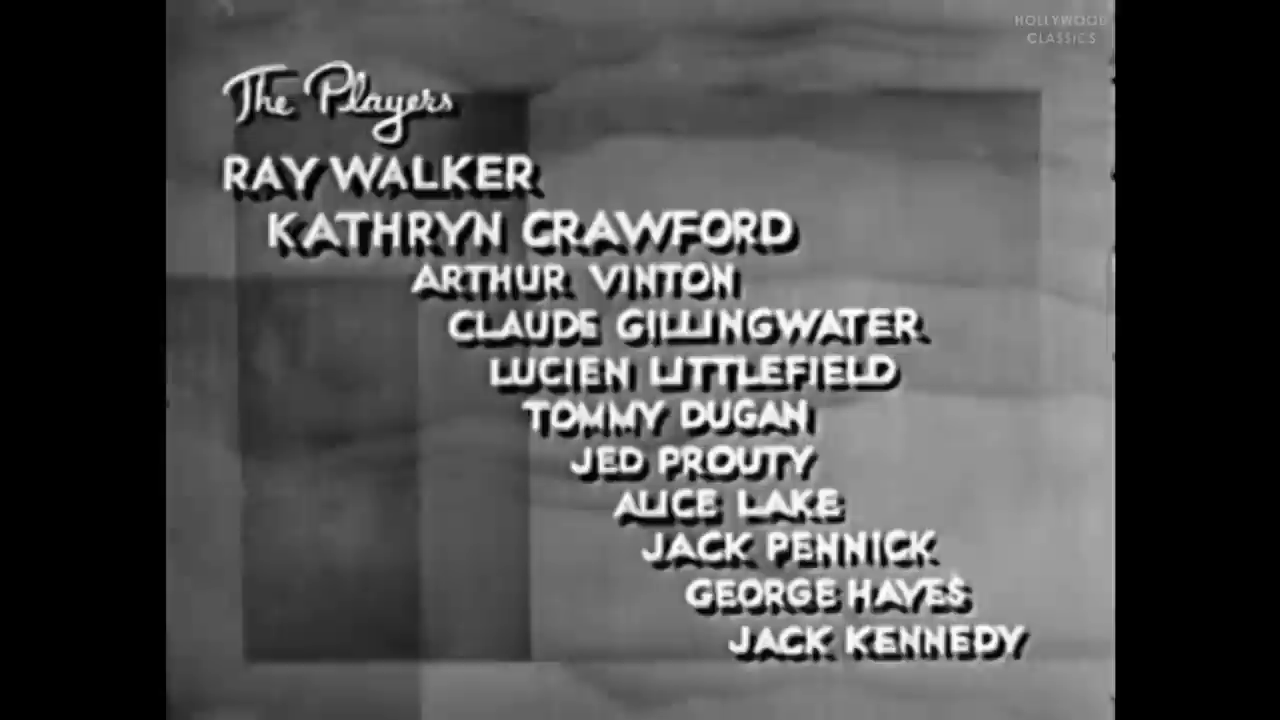 HOLLYWOOD
CLASSICS
The Players
RAY WALKER
KATHRYN CRAWFORD
ARTHUR VINTON
CLAUDE GILLINGWATER
LUCIEN LITTLEFIELD
TOMMY DUGAN
JED PROUTY
ALICE LAKE
JACK PENNICK
GEORGE HAYES
JACK KENNEDY